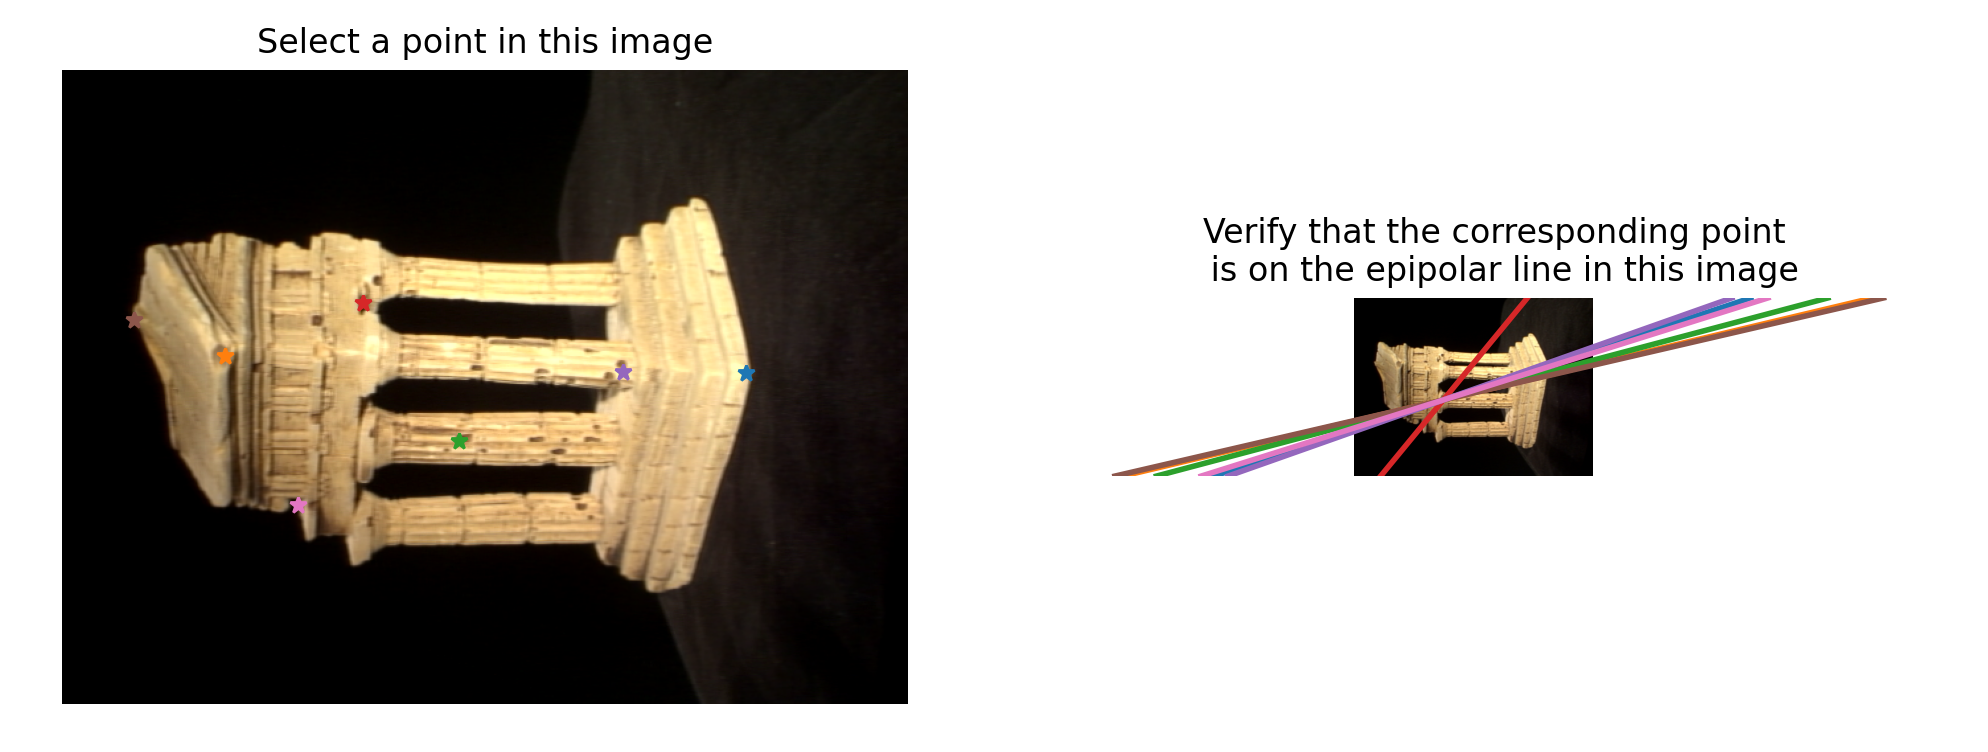 Select a point in this image
Verify that the corresponding point
is on the epipolar line in this image